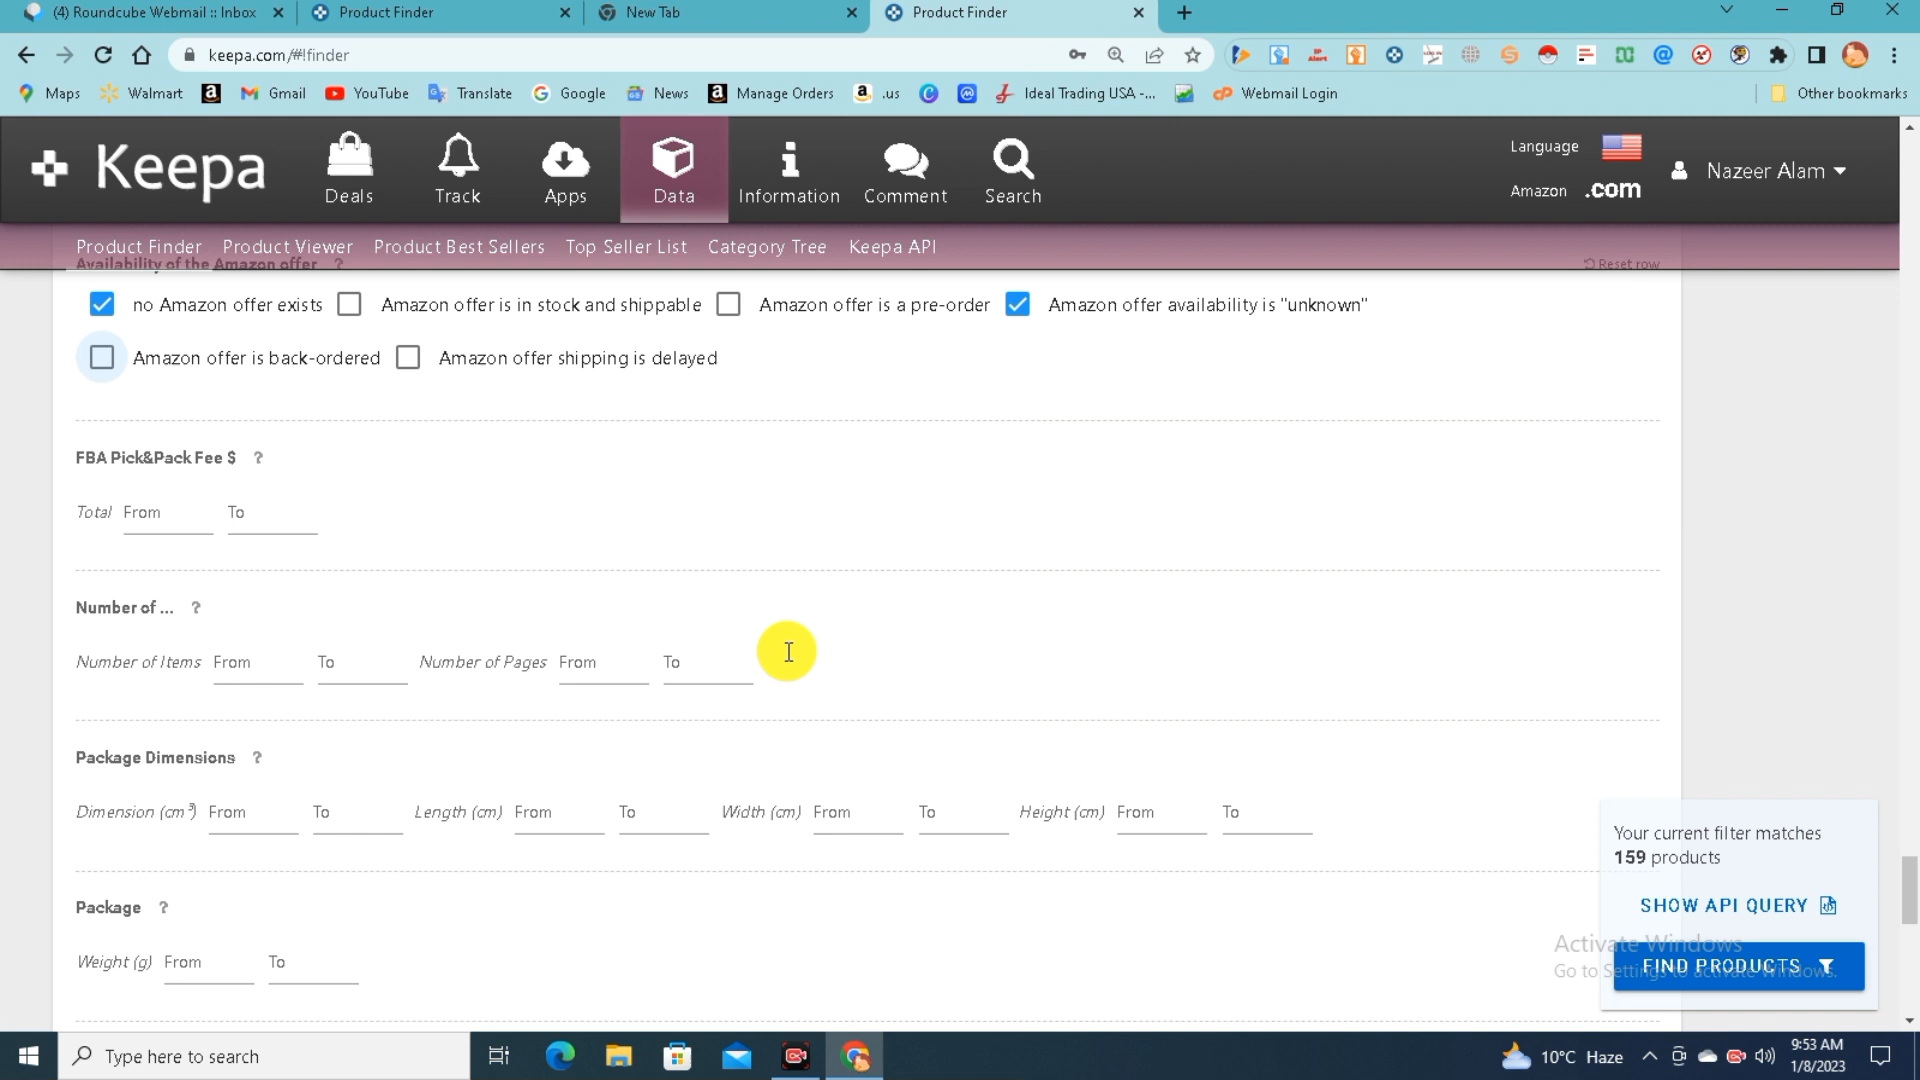 (4) Roundcube Webmail :: Inbox
Product Finder
New Tab
Product Finder
keepa.com/#!finder
Maps
Walmart
Gmail
YouTube
Translate
Google
News
Manage Orders
.us
Ideal Trading USA -...
Webmail Login
Other bookmarks
Keepa
Deals
Track
Apps
Data
Information
Comment
Search
Language
Amazon .com
Nazeer Alam
Product Finder Product Viewer Product Best Sellers Top Seller List Category Tree Keepa API
Availability of the Amazon offer ?
Reset row
no Amazon offer exists Amazon offer is in stock and shippable Amazon offer is a pre-order Amazon offer availability is "unknown"
Amazon offer is back-ordered Amazon offer shipping is delayed
FBA Pick&Pack Fee $ ?
Total From To
Number of ... ?
Number of Items From To Number of Pages From To
Package Dimensions ?
Dimension (cm³) From To Length (cm) From To Width (cm) From To Height (cm) From To
Package ?
Weight (g) From To
Your current filter matches
159 products
SHOW API QUERY
Activate Windows
Go to Settings to activate Windows.
FIND PRODUCTS
Type here to search
10°C Haze
9:53 AM
1/8/2023